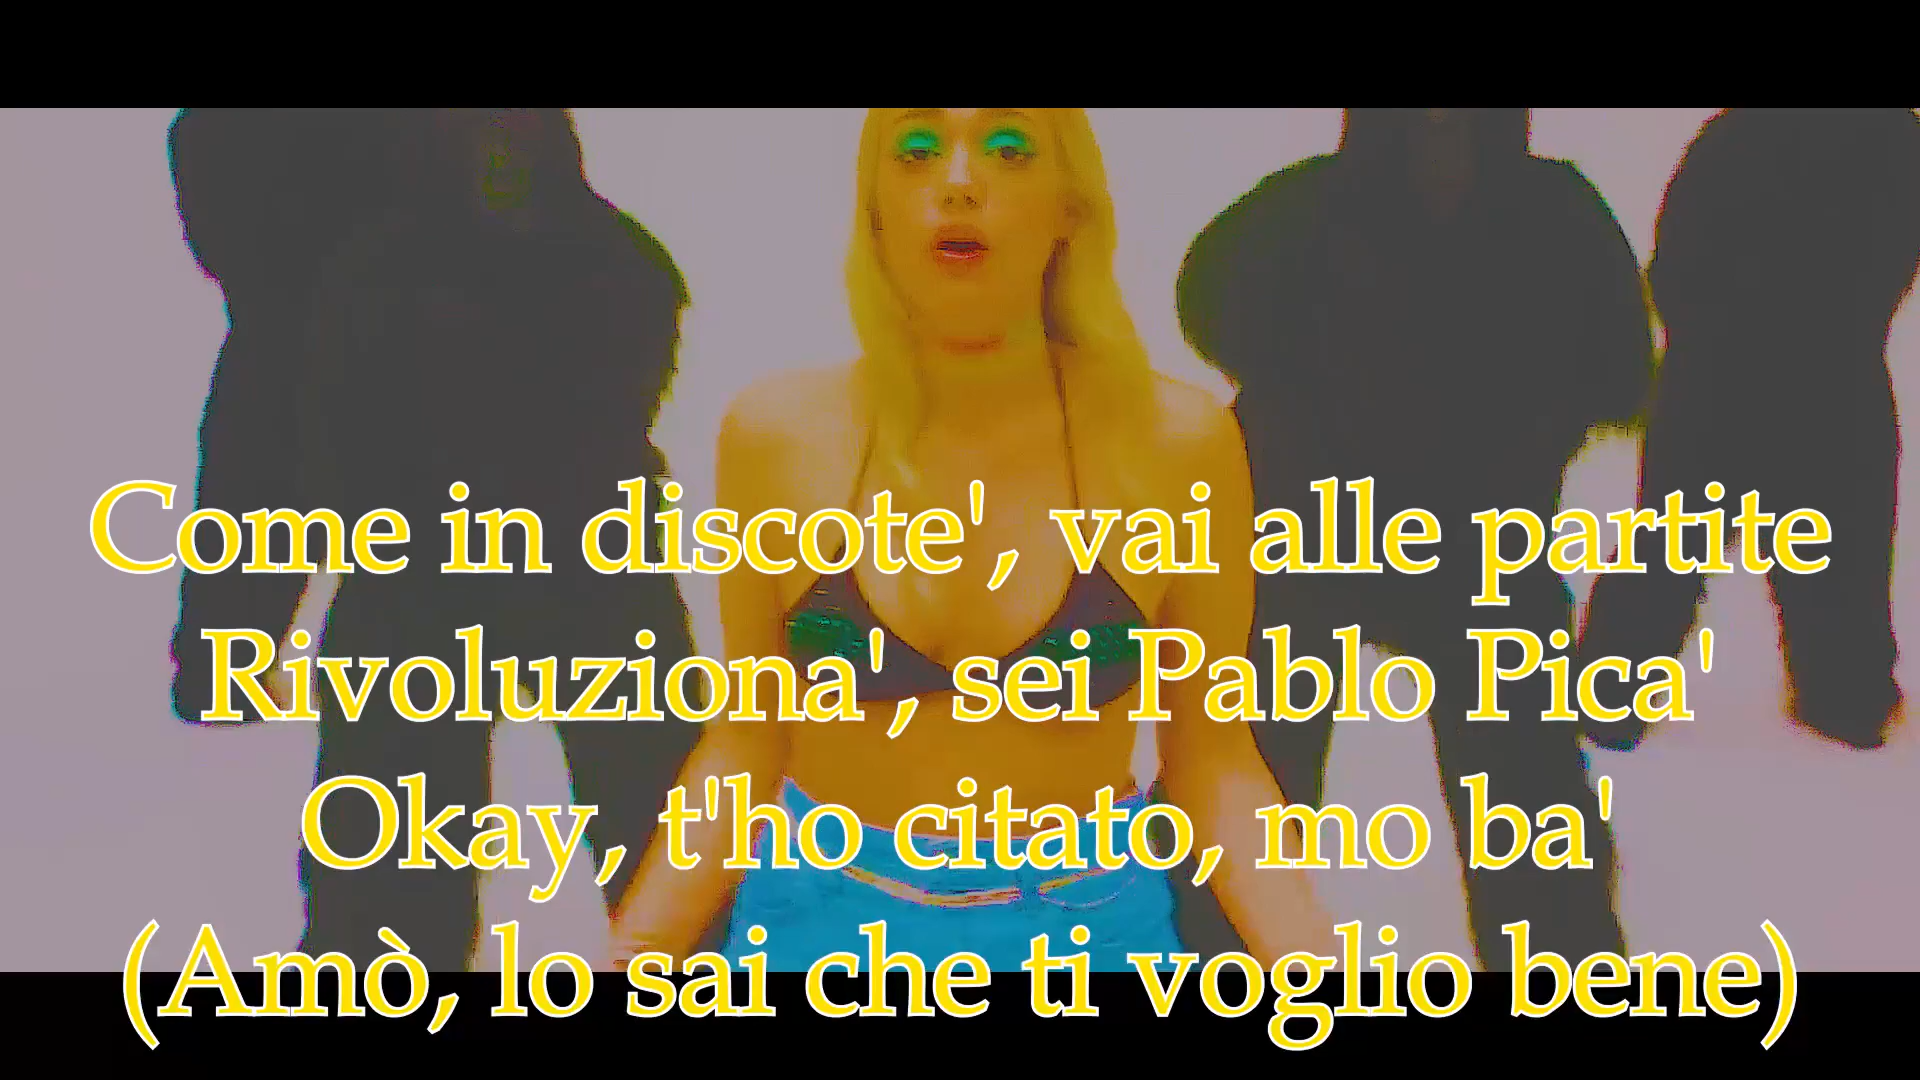 Come in discote', vai alle partite
Rivoluziona', sei Pablo Pica'
Okay, t'ho citato, mo ba'
(Amò, lo sai che ti voglio bene)